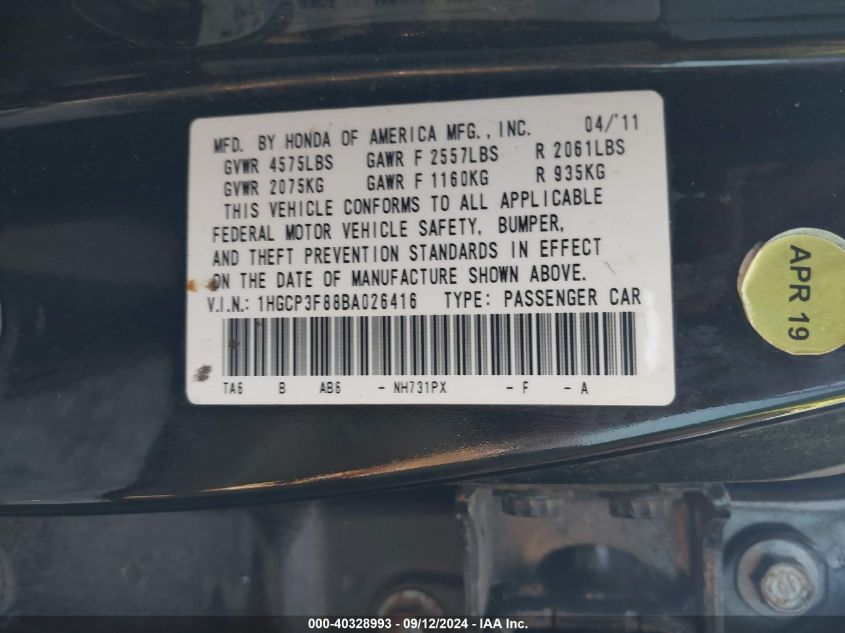 MFD. BY HONDA OF AMERICA MFG., INC. 04/'11
GVWR 4575LBS GAWR F 2557LBS R 2061LBS
GVWR 2075KG GAWR F 1160KG R 935KG
THIS VEHICLE CONFORMS TO ALL APPLICABLE
FEDERAL MOTOR VEHICLE SAFETY, BUMPER,
AND THEFT PREVENTION STANDARDS IN EFFECT
ON THE DATE OF MANUFACTURE SHOWN ABOVE.
V.I.N.: 1HGCP3F88BA026416 TYPE: PASSENGER CAR
TA6 B AB6 - NH731PX - F - A
APR 19
000-40328993 - 09/12/2024 - IAA Inc.